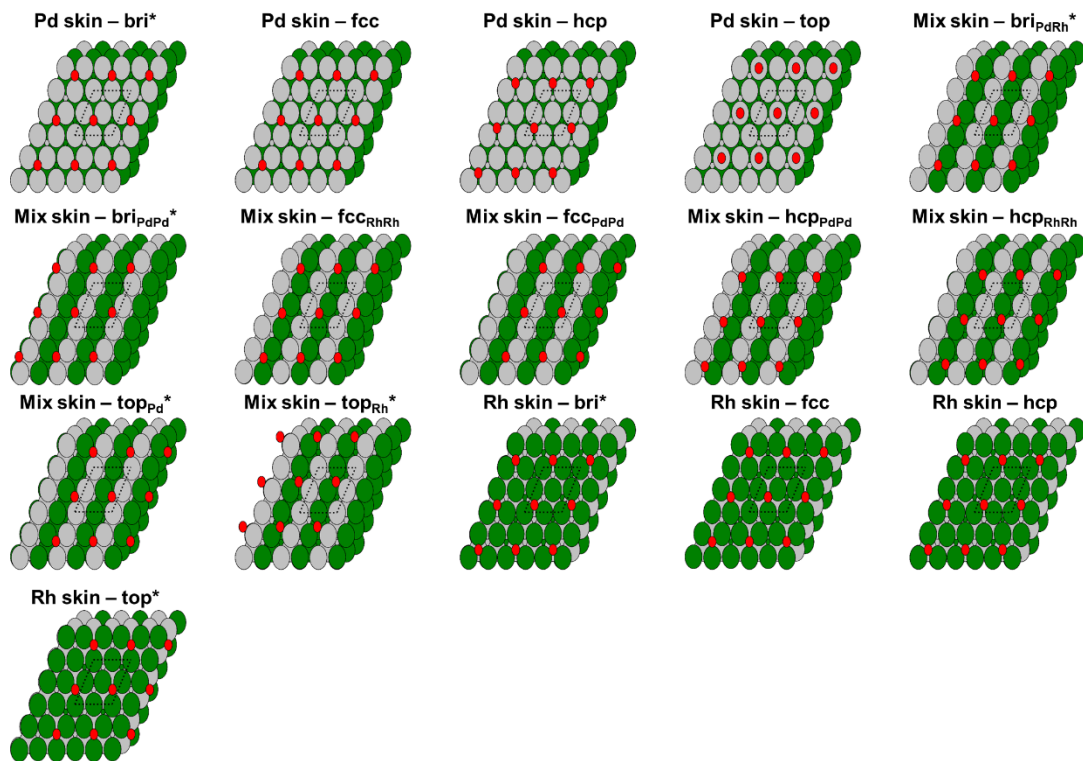 Pd skin – bri*
Pd skin – fcc
Pd skin – hcp
Pd skin – top
Mix skin – briPdRh*
Mix skin – briPdPd*
Mix skin – fccRhRh
Mix skin – fccPdPd
Mix skin – hcpPdPd
Mix skin – hcpRhRh
Mix skin – topPd*
Mix skin – topRh*
Rh skin – bri*
Rh skin – fcc
Rh skin – hcp
Rh skin – top*